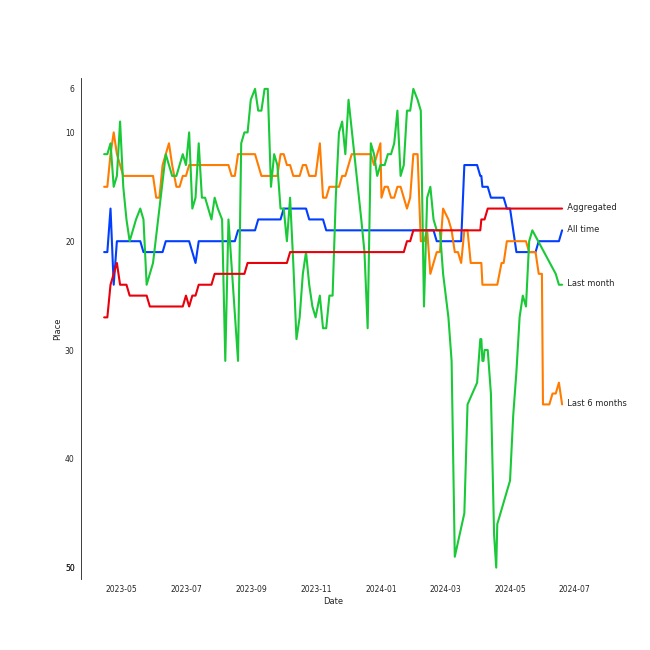 6
10
20
30
40
50
Place
Aggregated
All time
Last month
Last 6 months
2023-05 2023-07 2023-09 2023-11 2024-01 2024-03 2024-05 2024-07
Date